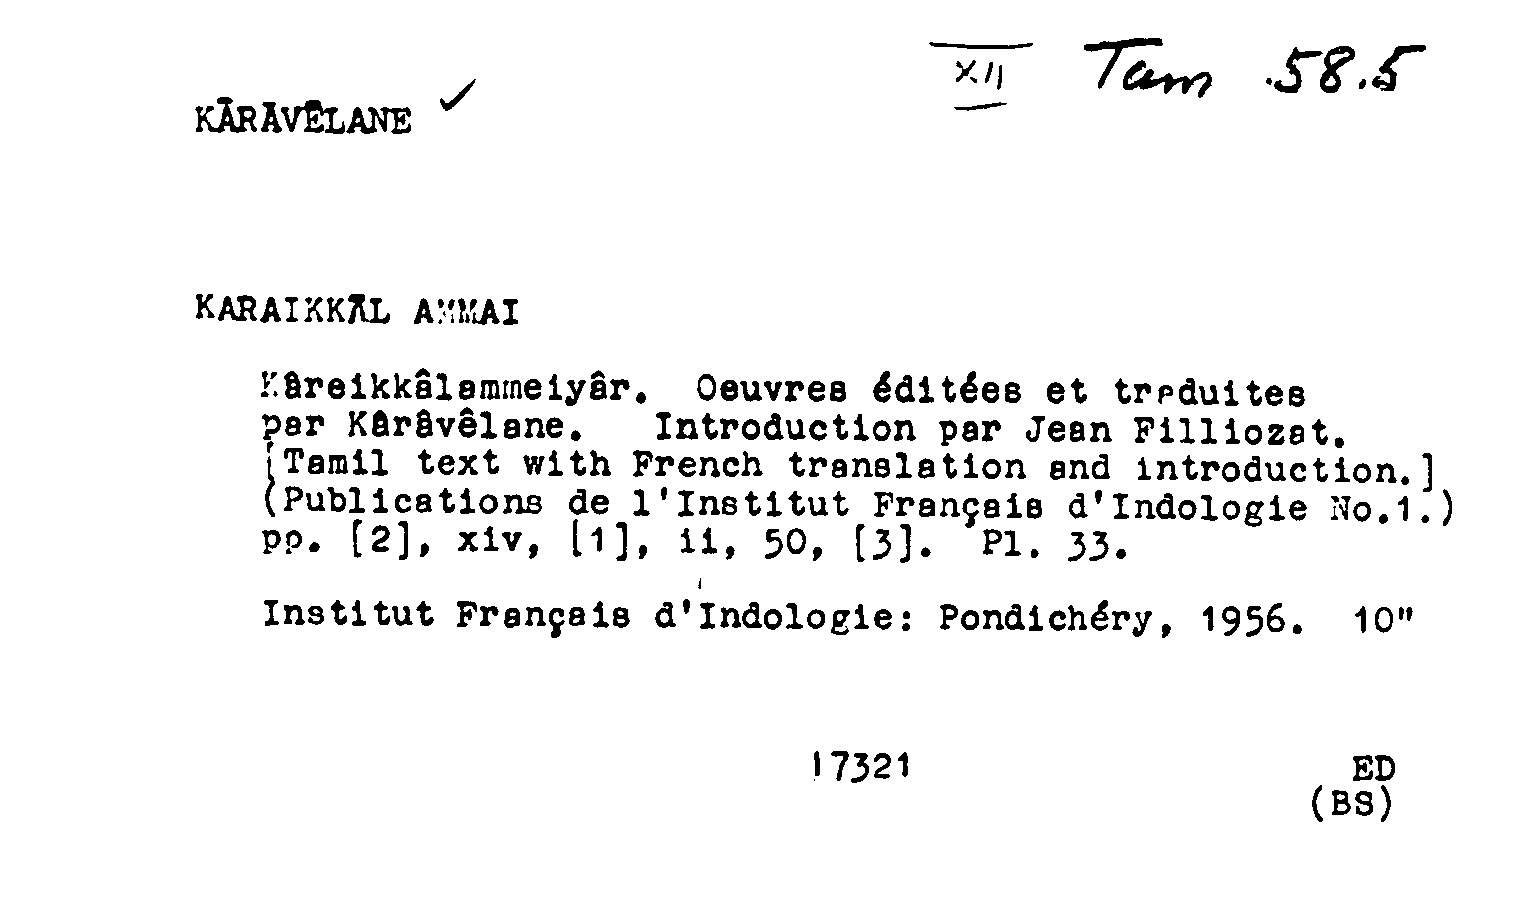 XII Tam .58.5
KĀRĀVĒLANE ✓
KARAIKKĀL AMMAI
Kâreikkâlammeiyâr. Oeuvres éditées et traduites
par Kârâvêlane. Introduction par Jean Filliozat.
[Tamil text with French translation and introduction.]
(Publications de l'Institut Français d'Indologie No.1.)
pp. [2], xiv, [1], ii, 50, [3]. Pl. 33.
Institut Français d'Indologie: Pondichéry, 1956. 10"
17321 ED
(BS)